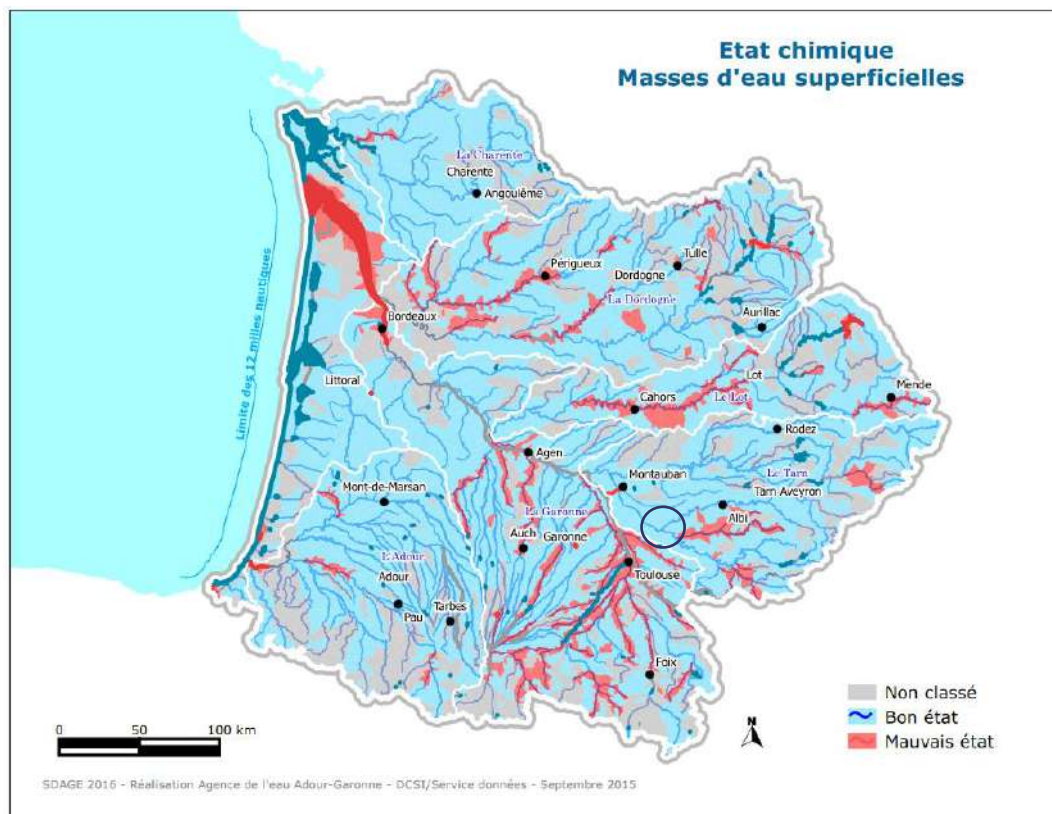 Etat chimique
Masses d'eau superficielles
Limite des 12 milles nautiques
La Charente
Charente
Angoulême
Périgueux
Tulle
Dordogne
La Dordogne
Aurillac
Bordeaux
Littoral
Lot
Mende
Cahors
Le Lot
Rodez
Agen
Montauban
Le Tarn
Mont-de-Marsan
Tarn-Aveyron
La Garonne
Albi
Auch
Garonne
L'Adour
Toulouse
Adour
Pau
Tarbes
Foix
Non classé
Bon état
Mauvais état
0 50 100 km
N
SDAGE 2016 - Réalisation Agence de l'eau Adour-Garonne - DCSI/Service données - Septembre 2015